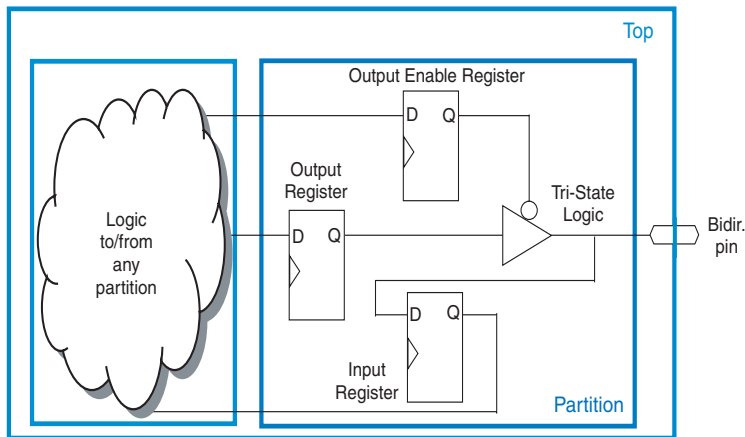 Top
Output Enable Register
D Q
Output
Register
D Q
Tri-State
Logic
Logic
to/from
any
partition
Bidir.
pin
D Q
Input
Register
Partition